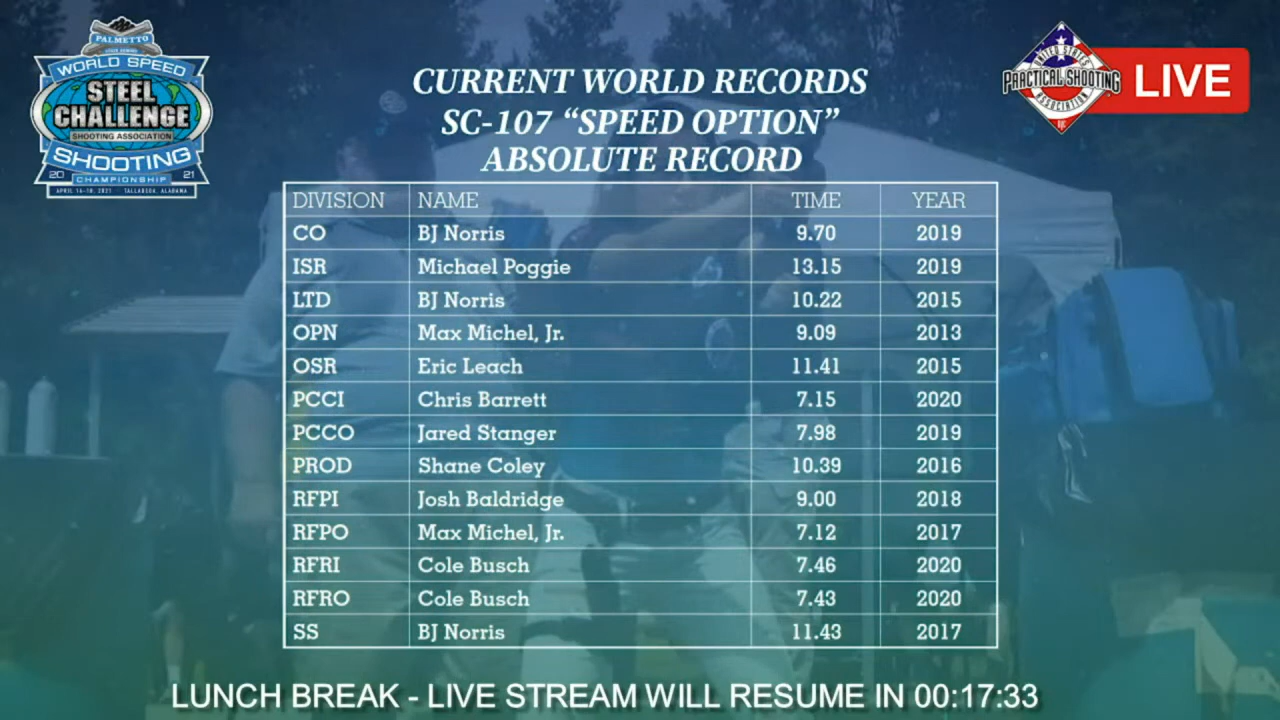 PALMETTO
WORLD SPEED
STEEL
CHALLENGE
SHOOTING ASSOCIATION
SHOOTING
20 21
CHAMPIONSHIP
UNITED STATES
PRACTICAL SHOOTING
ASSOCIATION
LIVE
CURRENT WORLD RECORDS
SC-107 “SPEED OPTION”
ABSOLUTE RECORD
DIVISION NAME TIME YEAR
CO BJ Norris 9.70 2019
ISR Michael Poggie 13.15 2019
LTD BJ Norris 10.22 2015
OPN Max Michel, Jr. 9.09 2013
OSR Eric Leach 11.41 2015
PCCI Chris Barrett 7.15 2020
PCCO Jared Stanger 7.98 2019
PROD Shane Coley 10.39 2016
RFPI Josh Baldridge 9.00 2018
RFPO Max Michel, Jr. 7.12 2017
RFRI Cole Busch 7.46 2020
RFRO Cole Busch 7.43 2020
SS BJ Norris 11.43 2017
LUNCH BREAK - LIVE STREAM WILL RESUME IN 00:17:33